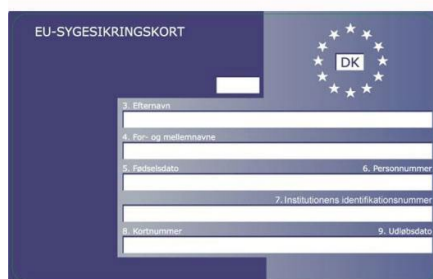 EU-SYGESIKRINGSKORT
DK
3. Efternavn
4. For- og mellemnavne
5. Fødselsdato 6. Personnummer
7. Institutionens identifikationsnummer
8. Kortnummer 9. Udløbsdato